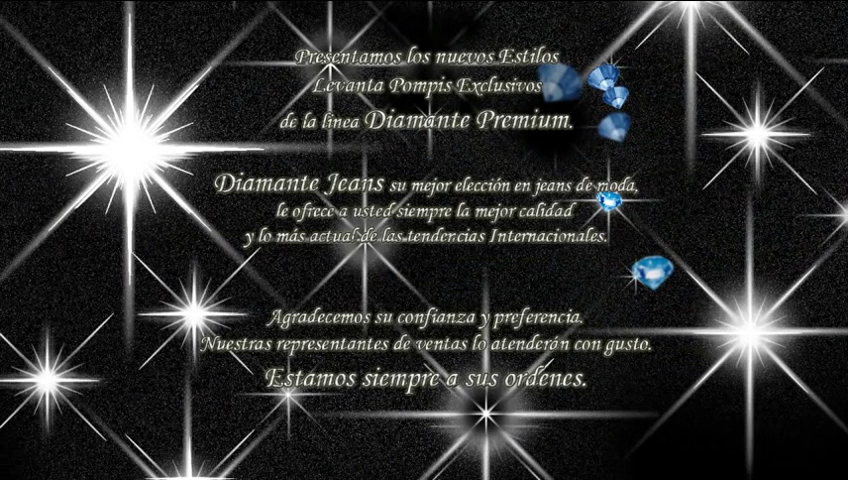 Presentamos los nuevos Estilos
Levanta Pompis Exclusivos
de la linea Diamante Premium.
Diamante Jeans su mejor elección en jeans de moda,
le ofrece a usted siempre la mejor calidad
y lo más actual de las tendencias Internacionales.
Agradecemos su confianza y preferencia.
Nuestras representantes de ventas lo atenderán con gusto.
Estamos siempre a sus ordenes.